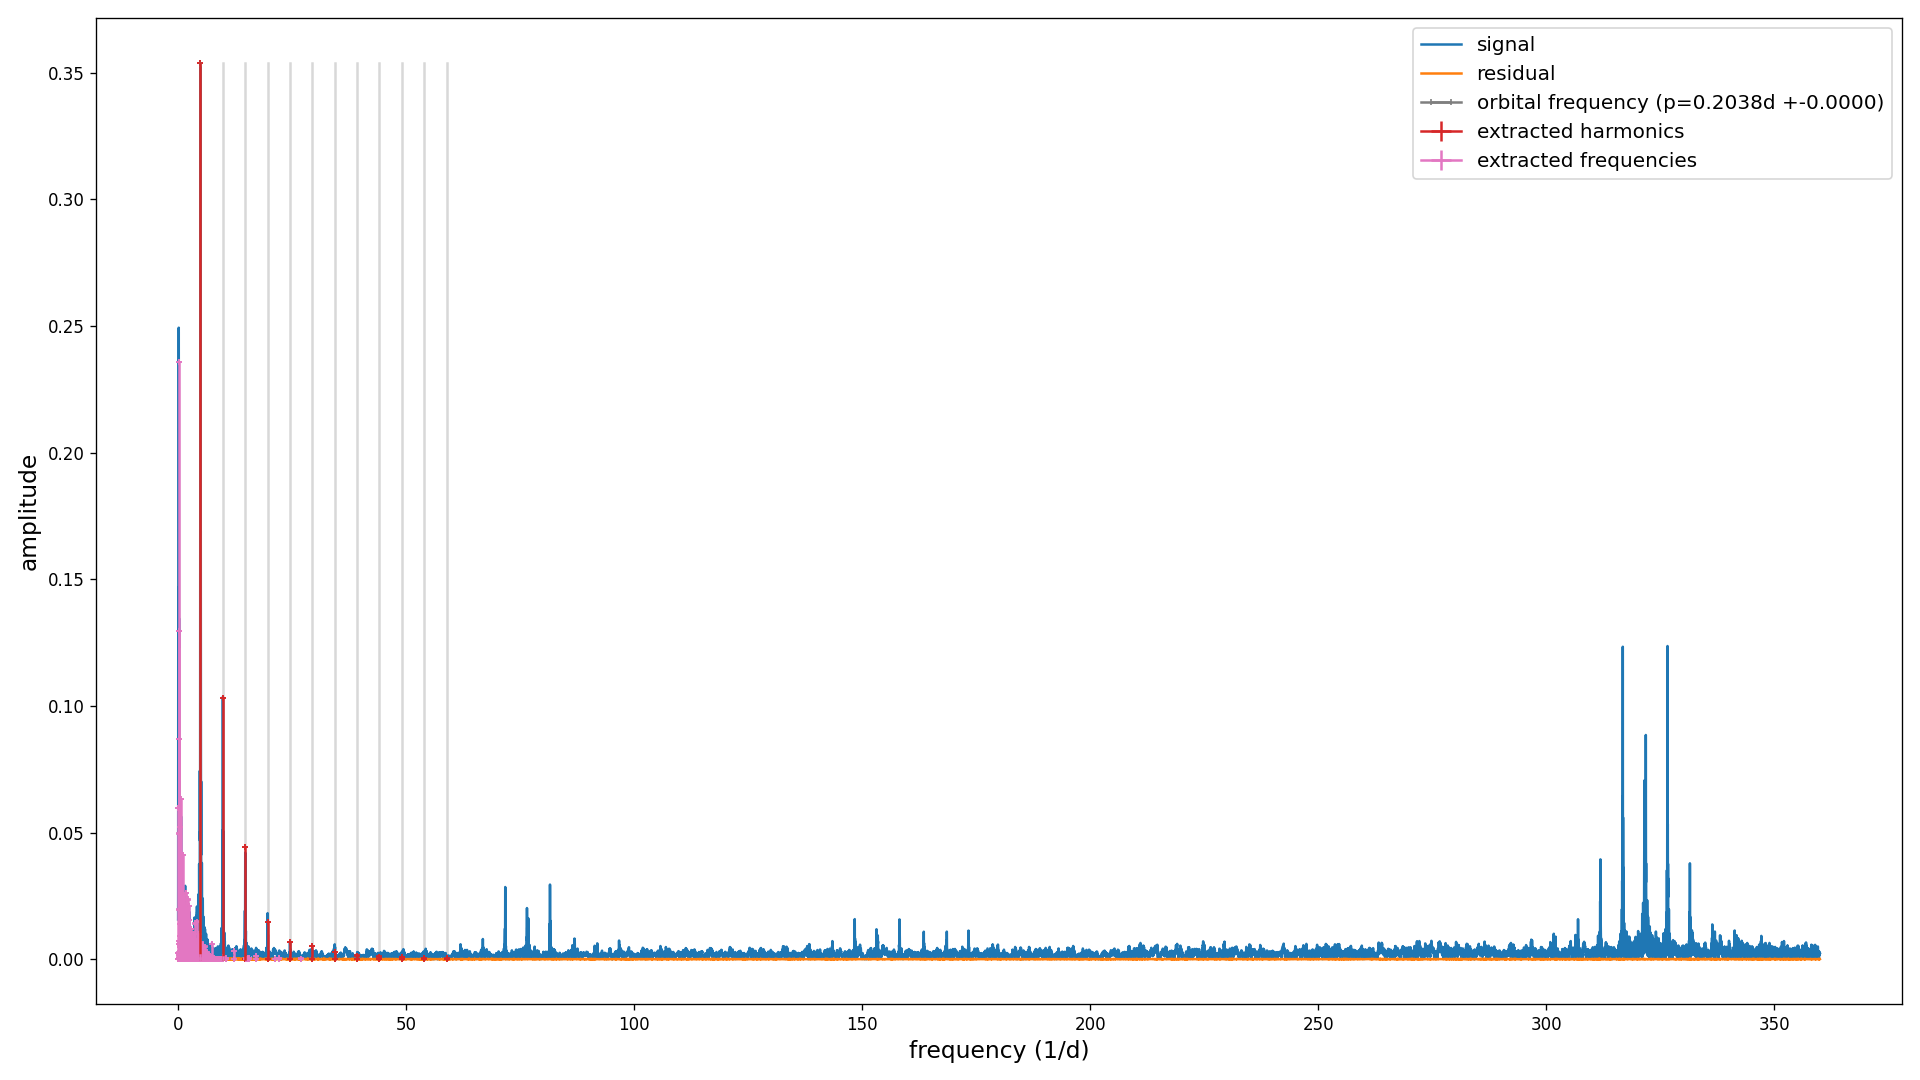 signal
residual
orbital frequency (p=0.2038d +-0.0000)
extracted harmonics
extracted frequencies
amplitude
0.35
0.30
0.25
0.20
0.15
0.10
0.05
0.00
0 50 100 150 200 250 300 350
frequency (1/d)